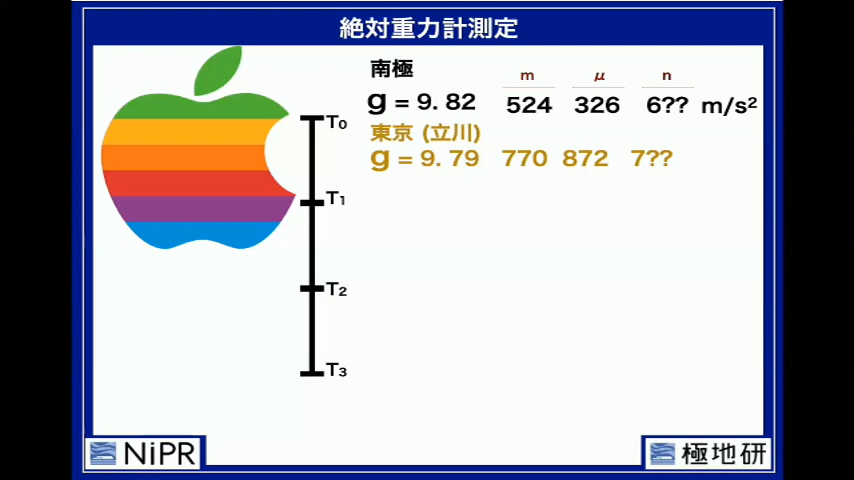 絶対重力計測定
南極
m μ n
g = 9. 82 524 326 6?? m/s²
東京 (立川)
g = 9. 79 770 872 7??
T₀
T₁
T₂
T₃
NiPR
極地研